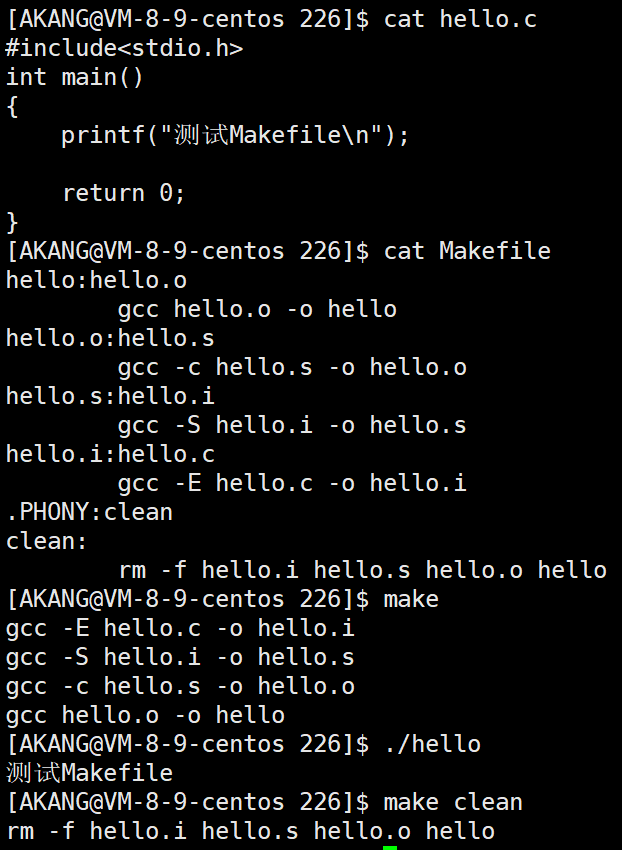 [AKANG@VM-8-9-centos 226]$ cat hello.c
#include<stdio.h>
int main()
{
    printf("测试Makefile\n");

    return 0;
}
[AKANG@VM-8-9-centos 226]$ cat Makefile
hello:hello.o
        gcc hello.o -o hello
hello.o:hello.s
        gcc -c hello.s -o hello.o
hello.s:hello.i
        gcc -S hello.i -o hello.s
hello.i:hello.c
        gcc -E hello.c -o hello.i
.PHONY:clean
clean:
        rm -f hello.i hello.s hello.o hello
[AKANG@VM-8-9-centos 226]$ make
gcc -E hello.c -o hello.i
gcc -S hello.i -o hello.s
gcc -c hello.s -o hello.o
gcc hello.o -o hello
[AKANG@VM-8-9-centos 226]$ ./hello
测试Makefile
[AKANG@VM-8-9-centos 226]$ make clean
rm -f hello.i hello.s hello.o hello